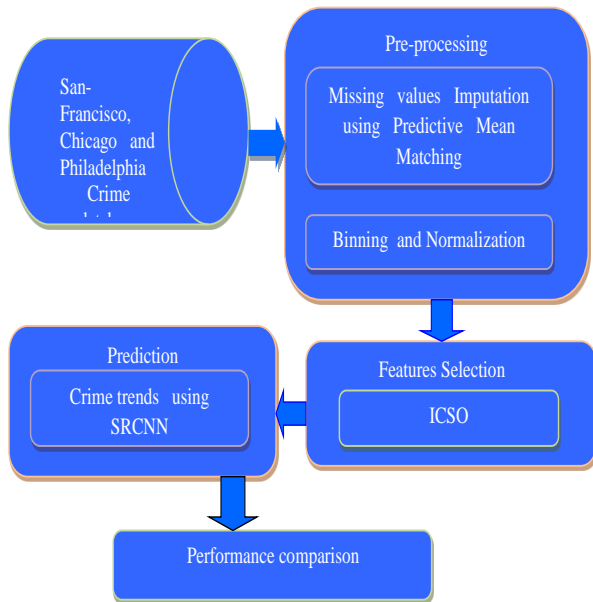 San-
Francisco,
Chicago and
Philadelphia
Crime
Pre-processing
Missing values Imputation
using Predictive Mean
Matching
Binning and Normalization
Features Selection
ICSO
Prediction
Crime trends using
SRCNN
Performance comparison